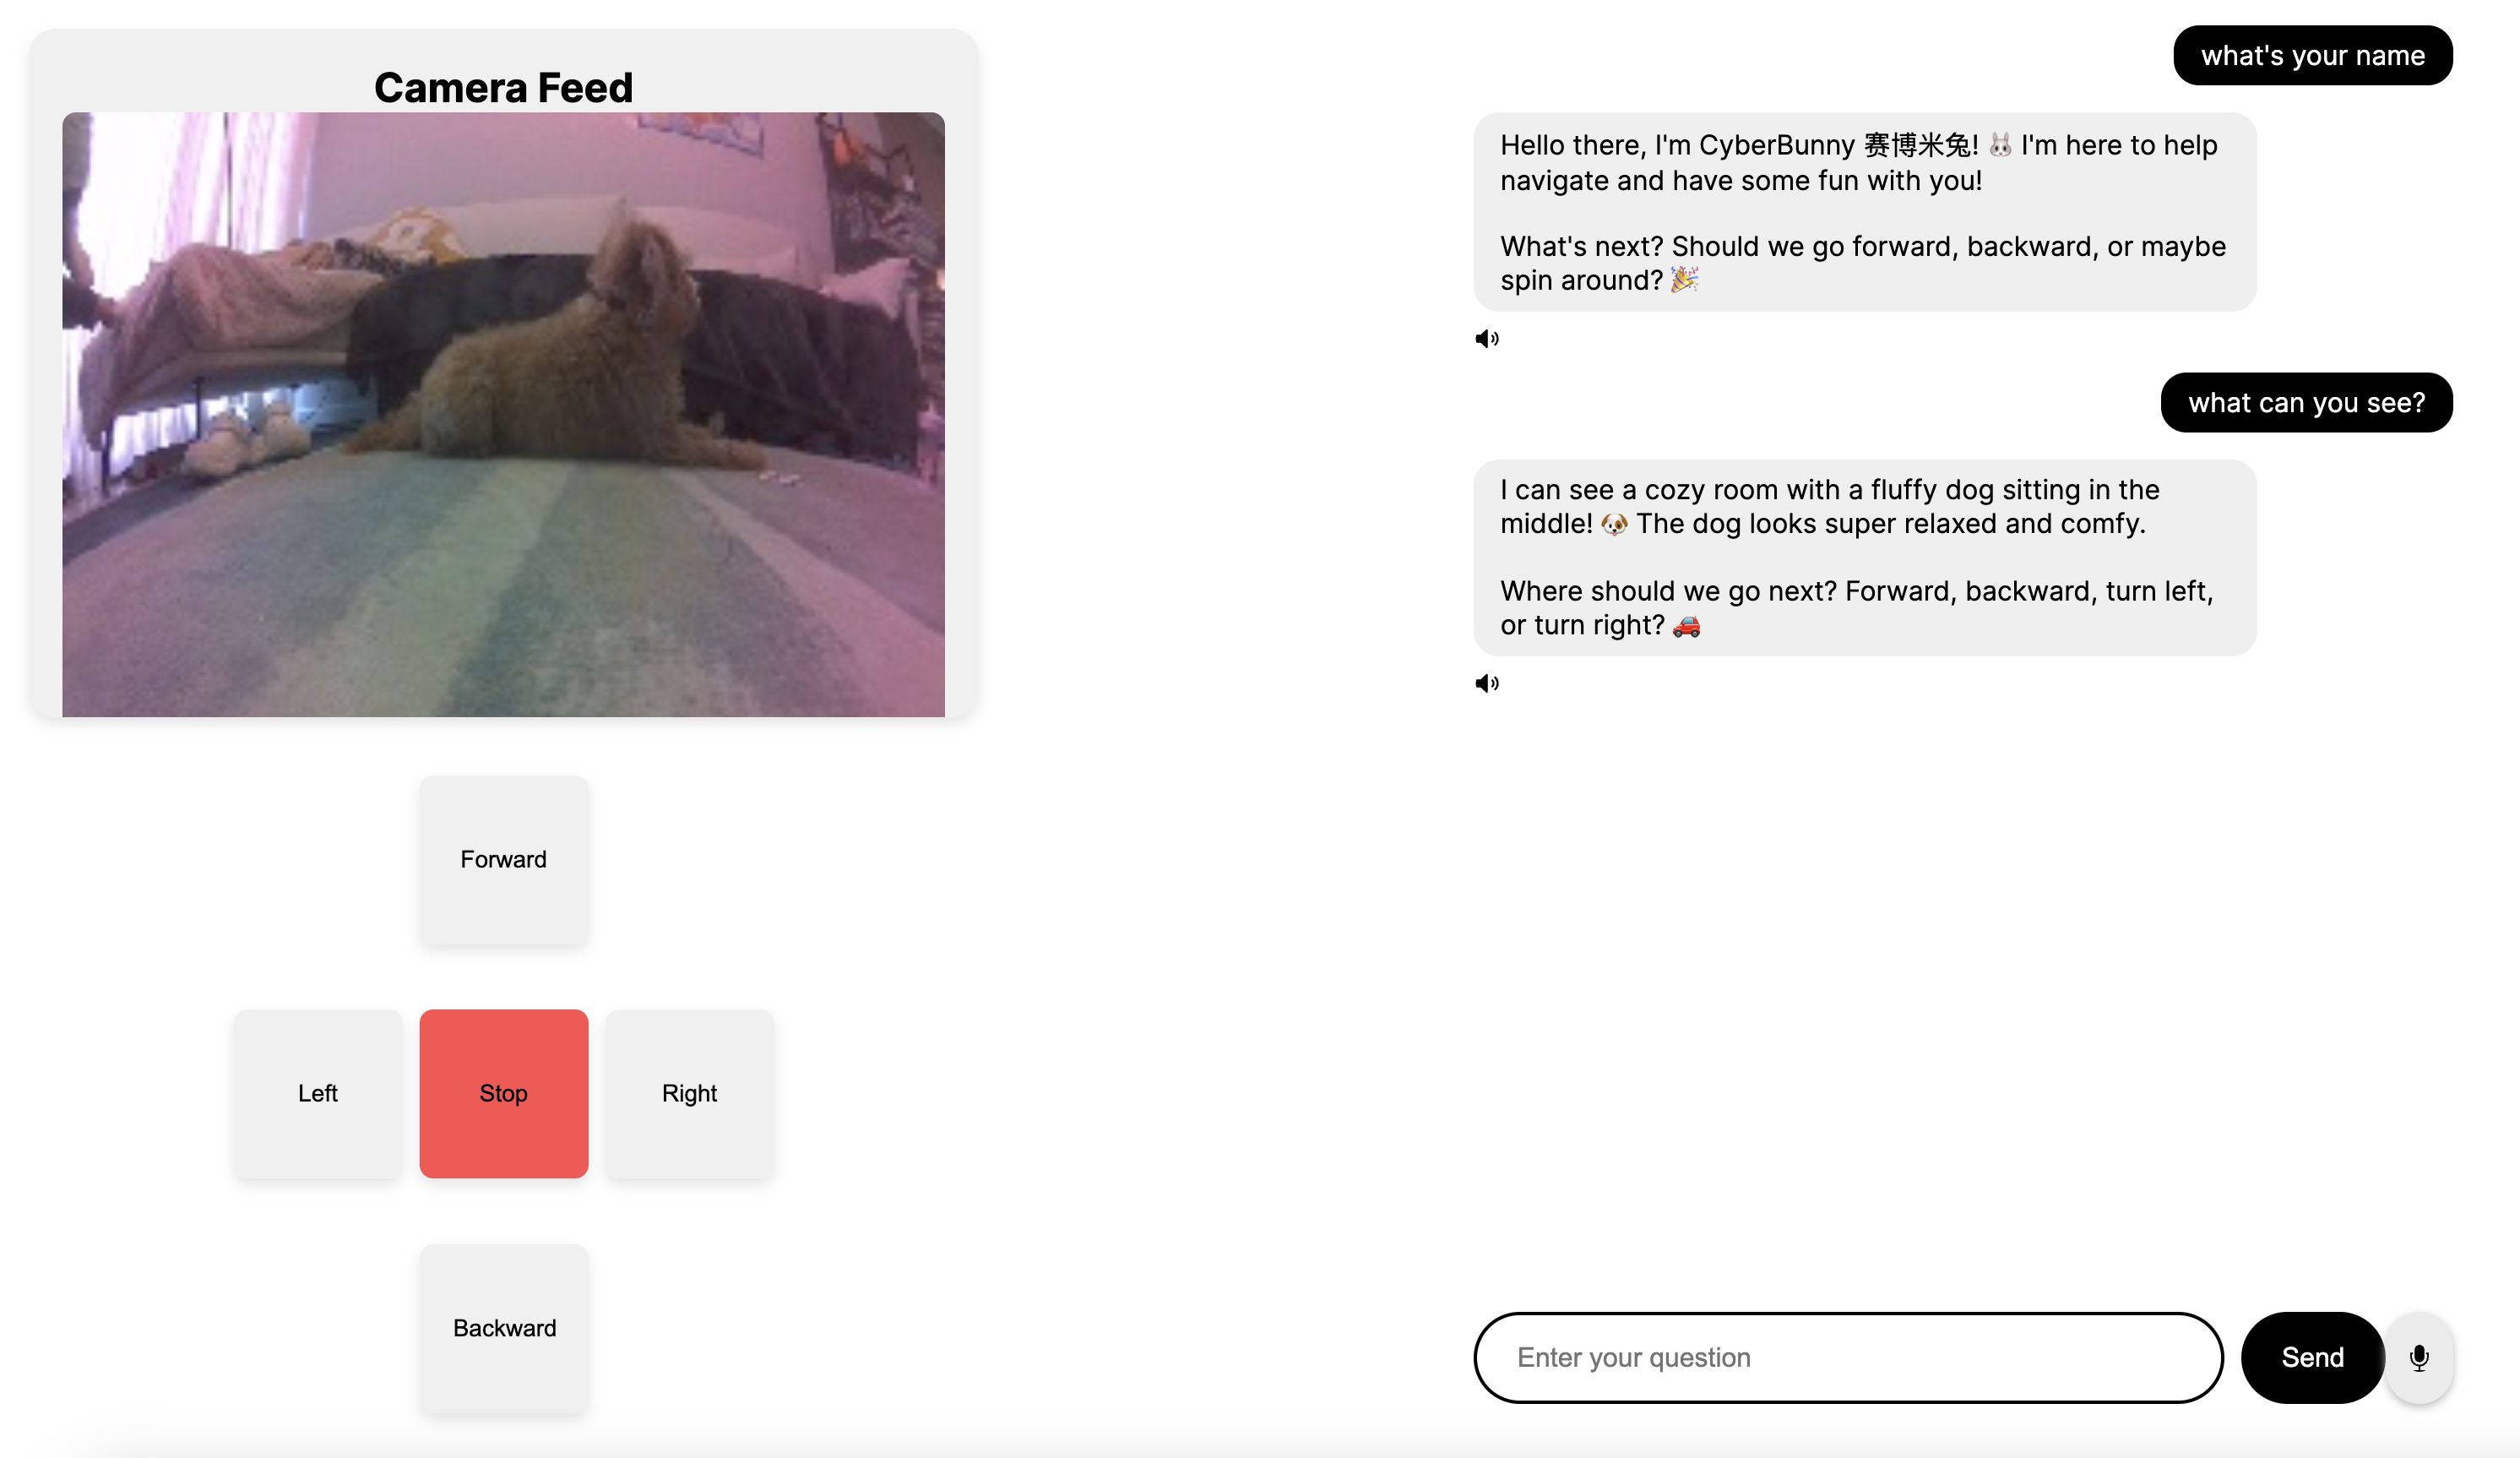 Camera Feed
Forward
Left
Stop
Right
Backward
what's your name
Hello there, I'm CyberBunny 赛博米兔! 🐰 I'm here to help
navigate and have some fun with you!
What's next? Should we go forward, backward, or maybe
spin around? 🎉
what can you see?
I can see a cozy room with a fluffy dog sitting in the
middle! 🐶 The dog looks super relaxed and comfy.
Where should we go next? Forward, backward, turn left,
or turn right? 🚗
Enter your question
Send